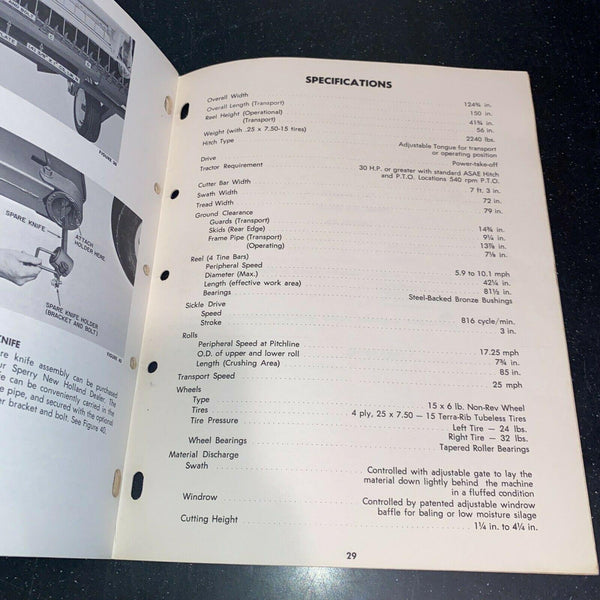 PLATE
FIGURE
SPARE KNIFE
ATTACH
HOLDER HERE
SPARE KNIFE HOLDER
(BRACKET AND BOLT)
FIGURE 40
KNIFE
re knife assembly can be purchased
ur Sperry New Holland Dealer. The
fe can be conveniently carried in the
e pipe, and secured with the optional
er bracket and bolt. See Figure 40.
SPECIFICATIONS
Overall Width 124¾ in.
Overall Length (Transport) 150 in.
Reel Height (Operational) 41¾ in.
(Transport) 56 in.
Weight (with .25 x 7.50-15 tires) 2240 lbs.
Hitch Type Adjustable Tongue for transport
or operating position
Drive Power-take-off
Tractor Requirement 30 H.P. or greater with standard ASAE Hitch
and P.T.O. Locations 540 rpm P.T.O.
Cutter Bar Width 7 ft. 3 in.
Swath Width 72 in.
Tread Width 79 in.
Ground Clearance
Guards (Transport) 14¾ in.
Skids (Rear Edge) 9¼ in.
Frame Pipe (Transport) 13⅞ in.
(Operating) 7⅞ in.
Reel (4 Tine Bars)
Peripheral Speed 5.9 to 10.1 mph
Diameter (Max.) 42¼ in.
Length (effective work area) 81½ in.
Bearings Steel-Backed Bronze Bushings
Sickle Drive
Speed 816 cycle/min.
Stroke 3 in.
Rolls
Peripheral Speed at Pitchline 17.25 mph
O.D. of upper and lower roll 7¾ in.
Length (Crushing Area) 85 in.
Transport Speed 25 mph
Wheels
Type 15 x 6 lb. Non-Rev Wheel
Tires 4 ply, 25 x 7.50 — 15 Terra-Rib Tubeless Tires
Tire Pressure Left Tire — 24 lbs.
Right Tire — 32 lbs.
Wheel Bearings Tapered Roller Bearings
Material Discharge
Swath Controlled with adjustable gate to lay the
material down lightly behind the machine
in a fluffed condition
Windrow Controlled by patented adjustable windrow
baffle for baling or low moisture silage
Cutting Height 1¼ in. to 4¼ in.
29